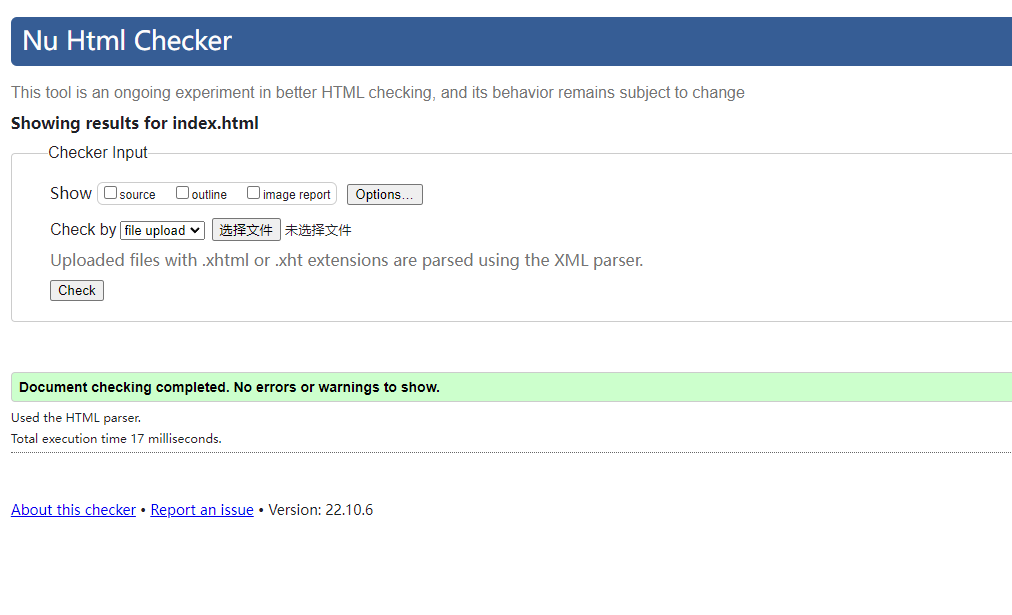 Nu Html Checker
This tool is an ongoing experiment in better HTML checking, and its behavior remains subject to change
Showing results for index.html
Checker Input
Show source outline image report Options...
Check by file upload 选择文件 未选择文件
Uploaded files with .xhtml or .xht extensions are parsed using the XML parser.
Check
Document checking completed. No errors or warnings to show.
Used the HTML parser.
Total execution time 17 milliseconds.
About this checker • Report an issue • Version: 22.10.6